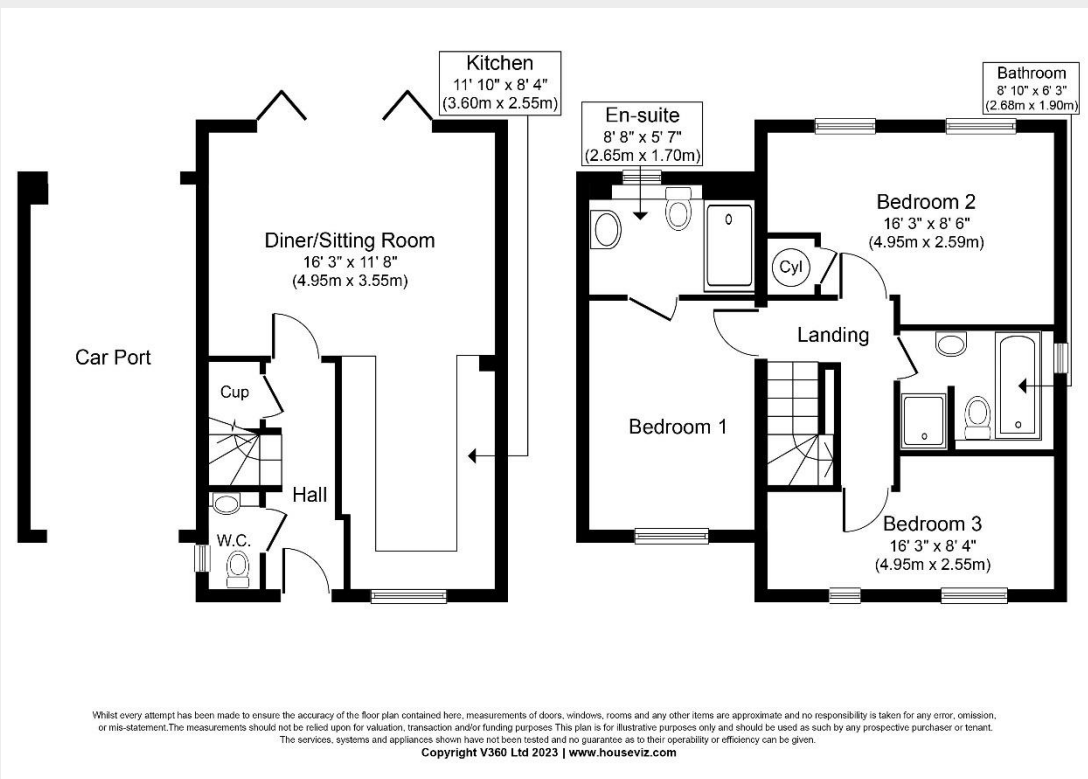 Kitchen
11' 10" x 8' 4"
(3.60m x 2.55m)
Diner/Sitting Room
16' 3" x 11' 8"
(4.95m x 3.55m)
Car Port
Cup
Hall
W.C.
En-suite
8' 8" x 5' 7"
(2.65m x 1.70m)
Bathroom
8' 10" x 6' 3"
(2.68m x 1.90m)
Bedroom 2
16' 3" x 8' 6"
(4.95m x 2.59m)
Cyl
Landing
Bedroom 1
Bedroom 3
16' 3" x 8' 4"
(4.95m x 2.55m)
Whilst every attempt has been made to ensure the accuracy of the floor plan contained here, measurements of doors, windows, rooms and any other items are approximate and no responsibility is taken for any error, omission,
or mis-statement.The measurements should not be relied upon for valuation, transaction and/or funding purposes This plan is for illustrative purposes only and should be used as such by any prospective purchaser or tenant.
The services, systems and appliances shown have not been tested and no guarantee as to their operability or efficiency can be given.
Copyright V360 Ltd 2023 | www.houseviz.com